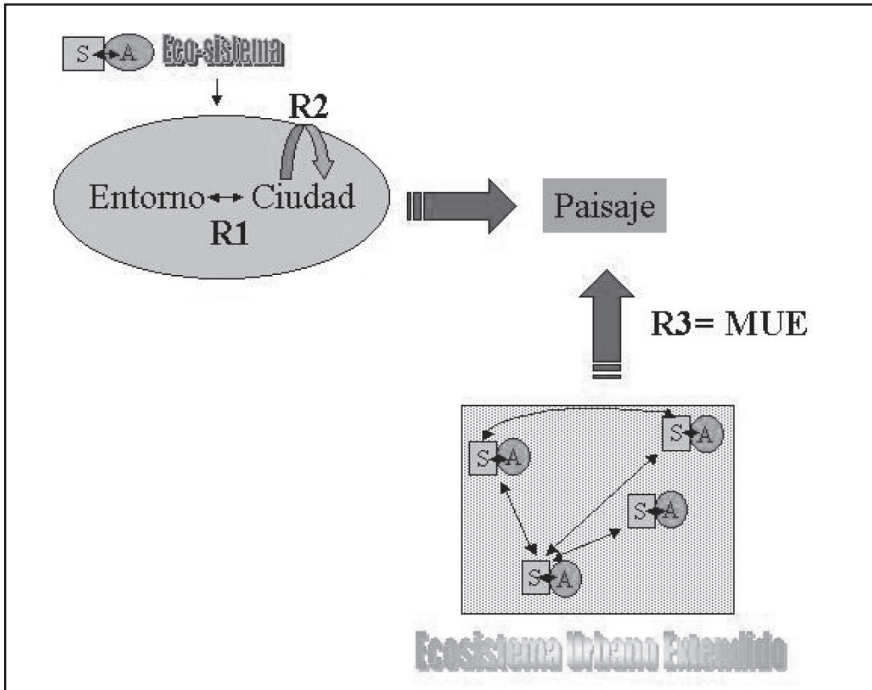 S A Eco-sistema
R2
Entorno Ciudad
R1
Paisaje
R3= MUE
S A
S A
S A
S A
Ecosistema Urbano Extendido